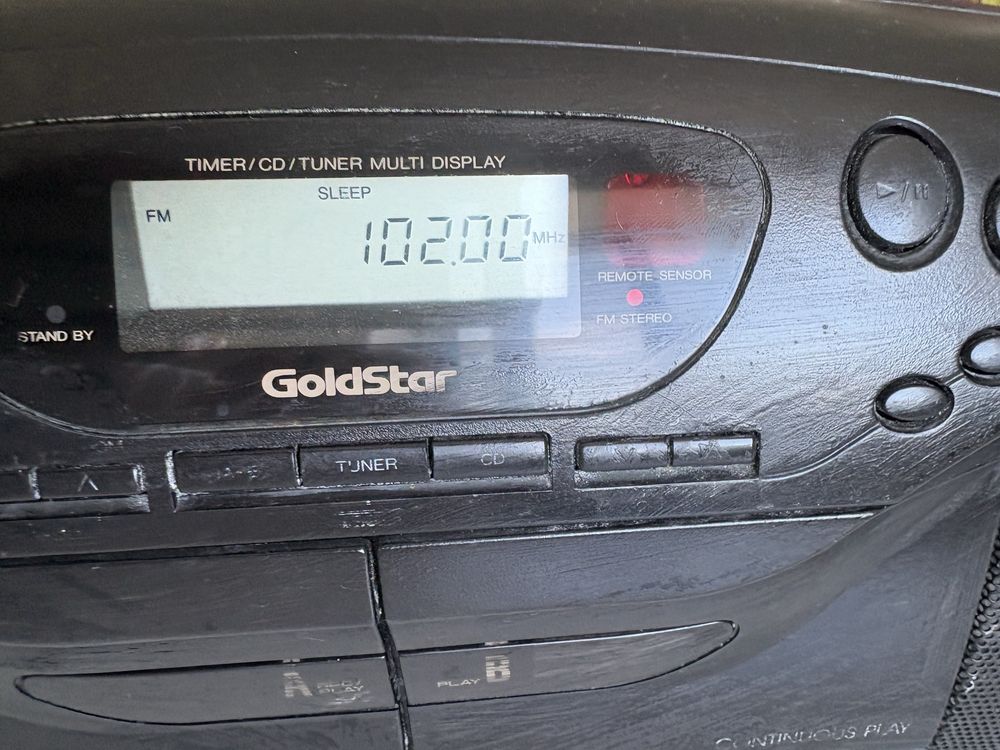 TIMER/CD/TUNER MULTI DISPLAY
SLEEP
FM
102.00 MHz
REMOTE SENSOR
FM STEREO
STAND BY
GoldStar
TUNER
CD
PLAY
CONTINUOUS PLAY